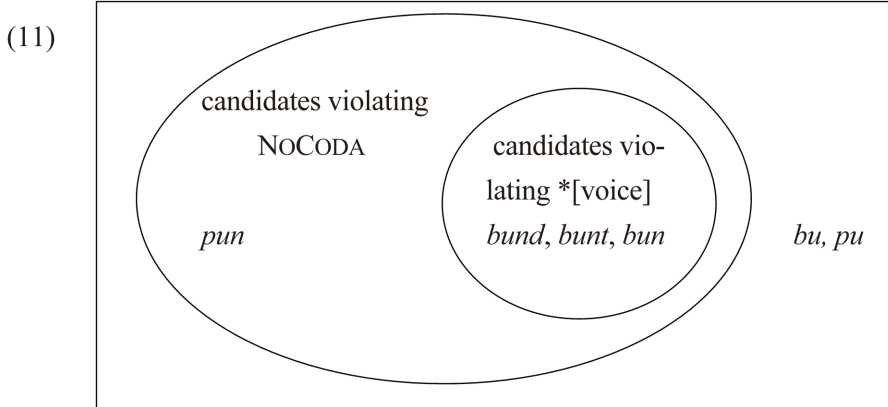 (11)
candidates violating
NOCODA
candidates vio-
lating *[voice]
pun
bund, bunt, bun
bu, pu